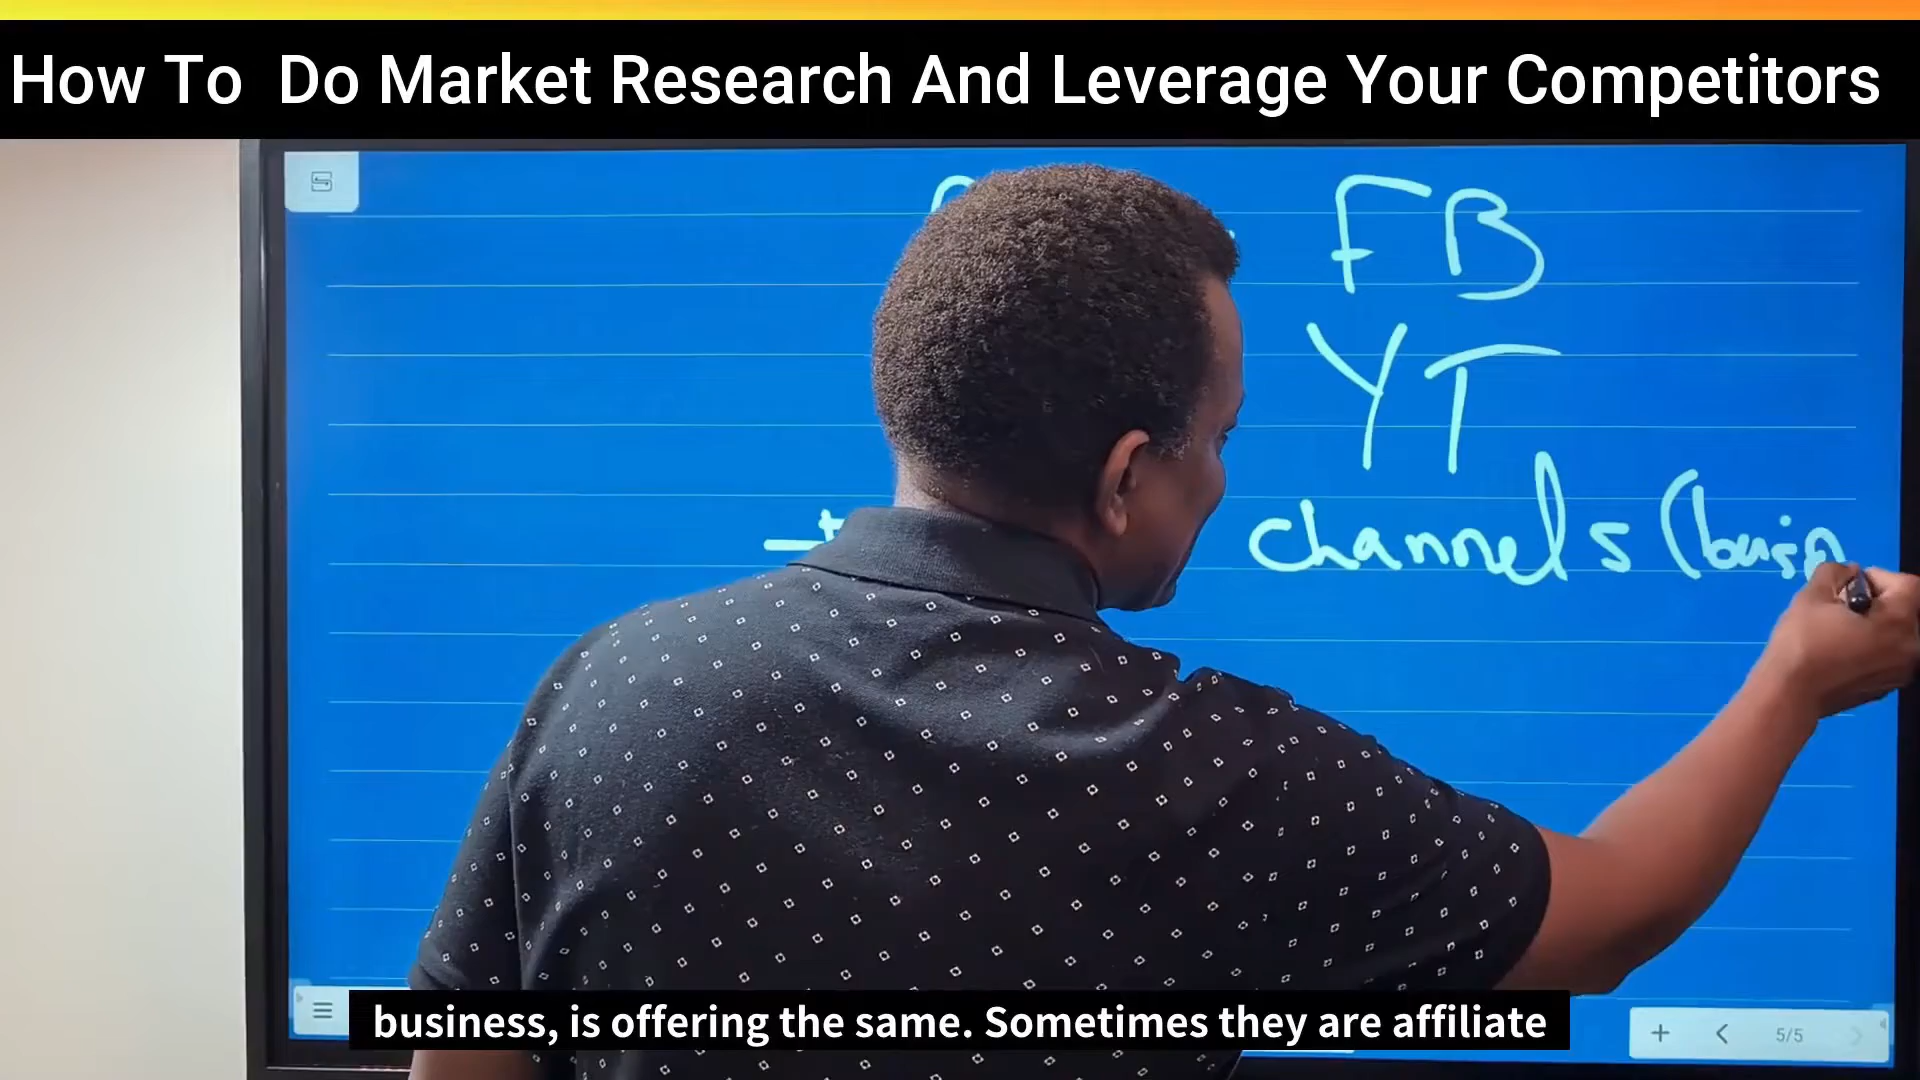 How To Do Market Research And Leverage Your Competitors
FB
YT
channels (busin
business, is offering the same. Sometimes they are affiliate
5/5